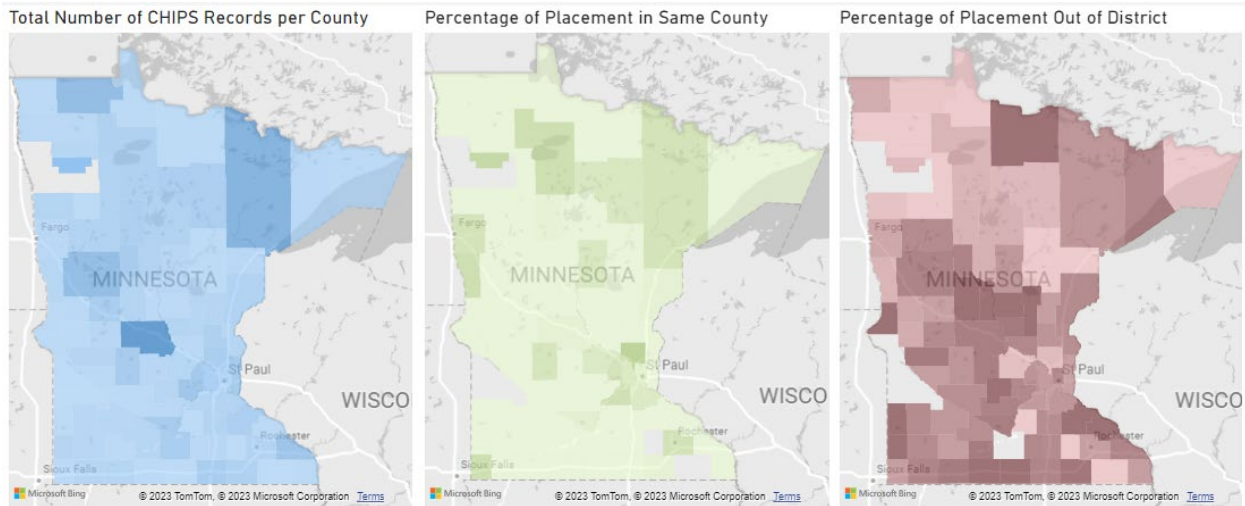 Total Number of CHIPS Records per County
Percentage of Placement in Same County
Percentage of Placement Out of District
Fargo
MINNESOTA
St Paul
WISCO
Rochester
Sioux Falls
Microsoft Bing
© 2023 TomTom, © 2023 Microsoft Corporation Terms
Fargo
MINNESOTA
St Paul
WISCO
Rochester
Sioux Falls
Microsoft Bing
© 2023 TomTom, © 2023 Microsoft Corporation Terms
Fargo
MINNESOTA
St Paul
WISCO
Rochester
Sioux Falls
Microsoft Bing
© 2023 TomTom, © 2023 Microsoft Corporation Terms